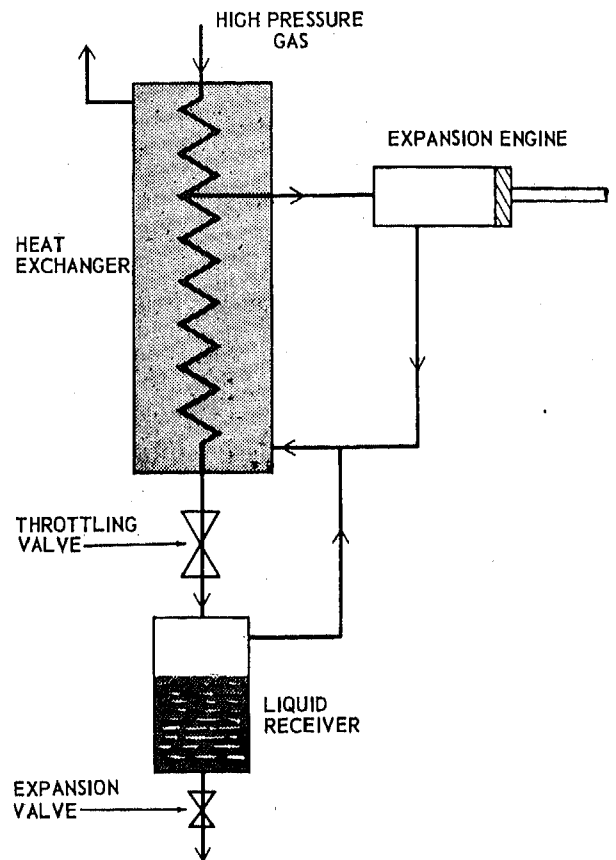 HIGH PRESSURE
GAS
EXPANSION ENGINE
HEAT
EXCHANGER
THROTTLING
VALVE
LIQUID
RECEIVER
EXPANSION
VALVE